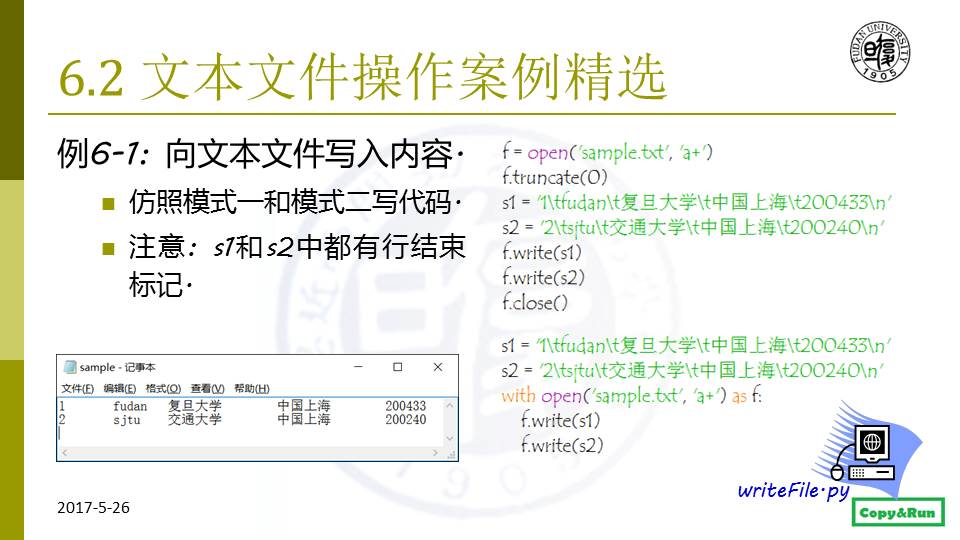 6.2 文本文件操作案例精选
FUDAN UNIVERSITY
1905
例6-1：向文本文件写入内容.
仿照模式一和模式二写代码.
注意：s1和s2中都有行结束
标记.
f = open('sample.txt', 'a+')
f.truncate(0)
s1 = '1\tfudan\t复旦大学\t中国上海\t200433\n'
s2 = '2\tsjtu\t交通大学\t中国上海\t200240\n'
f.write(s1)
f.write(s2)
f.close()
s1 = '1\tfudan\t复旦大学\t中国上海\t200433\n'
s2 = '2\tsjtu\t交通大学\t中国上海\t200240\n'
with open('sample.txt', 'a+') as f:
f.write(s1)
f.write(s2)
sample - 记事本
文件(F) 编辑(E) 格式(O) 查看(V) 帮助(H)
1 fudan 复旦大学 中国上海 200433
2 sjtu 交通大学 中国上海 200240
writeFile.py
Copy&Run
2017-5-26